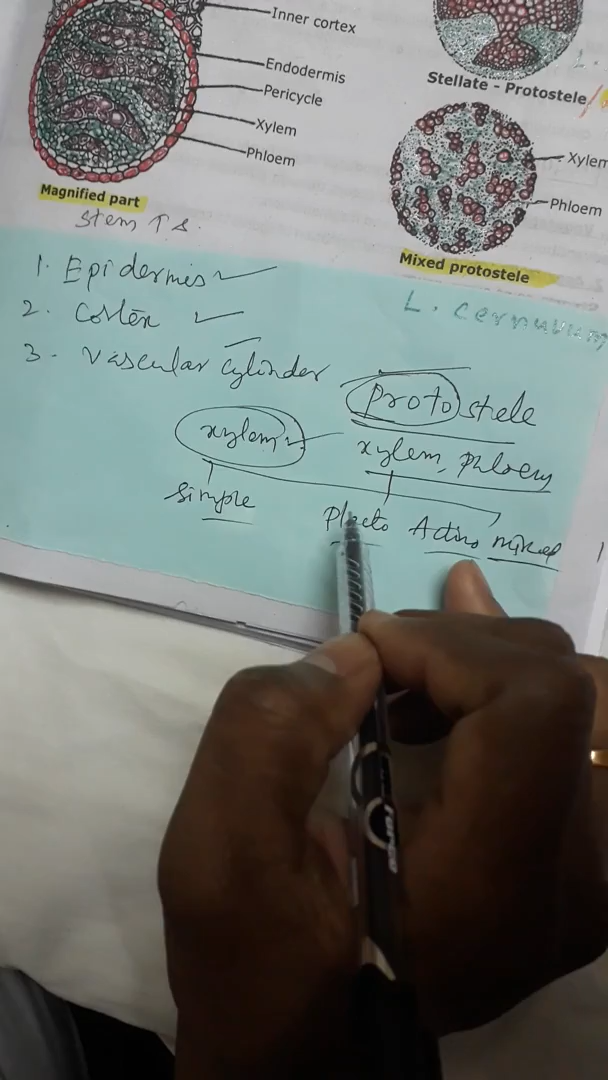 Inner cortex
Endodermis
Pericycle
Xylem
Phloem
Magnified part
Stem T.S.
L.
Stellate - Protostele
Xylem
Phloem
Mixed protostele
L. cernuum
1. Epidermis
2. Cortex
3. Vascular cylinder
Protostele
xylem
xylem, phloem
simple
Plecto Actino mixed